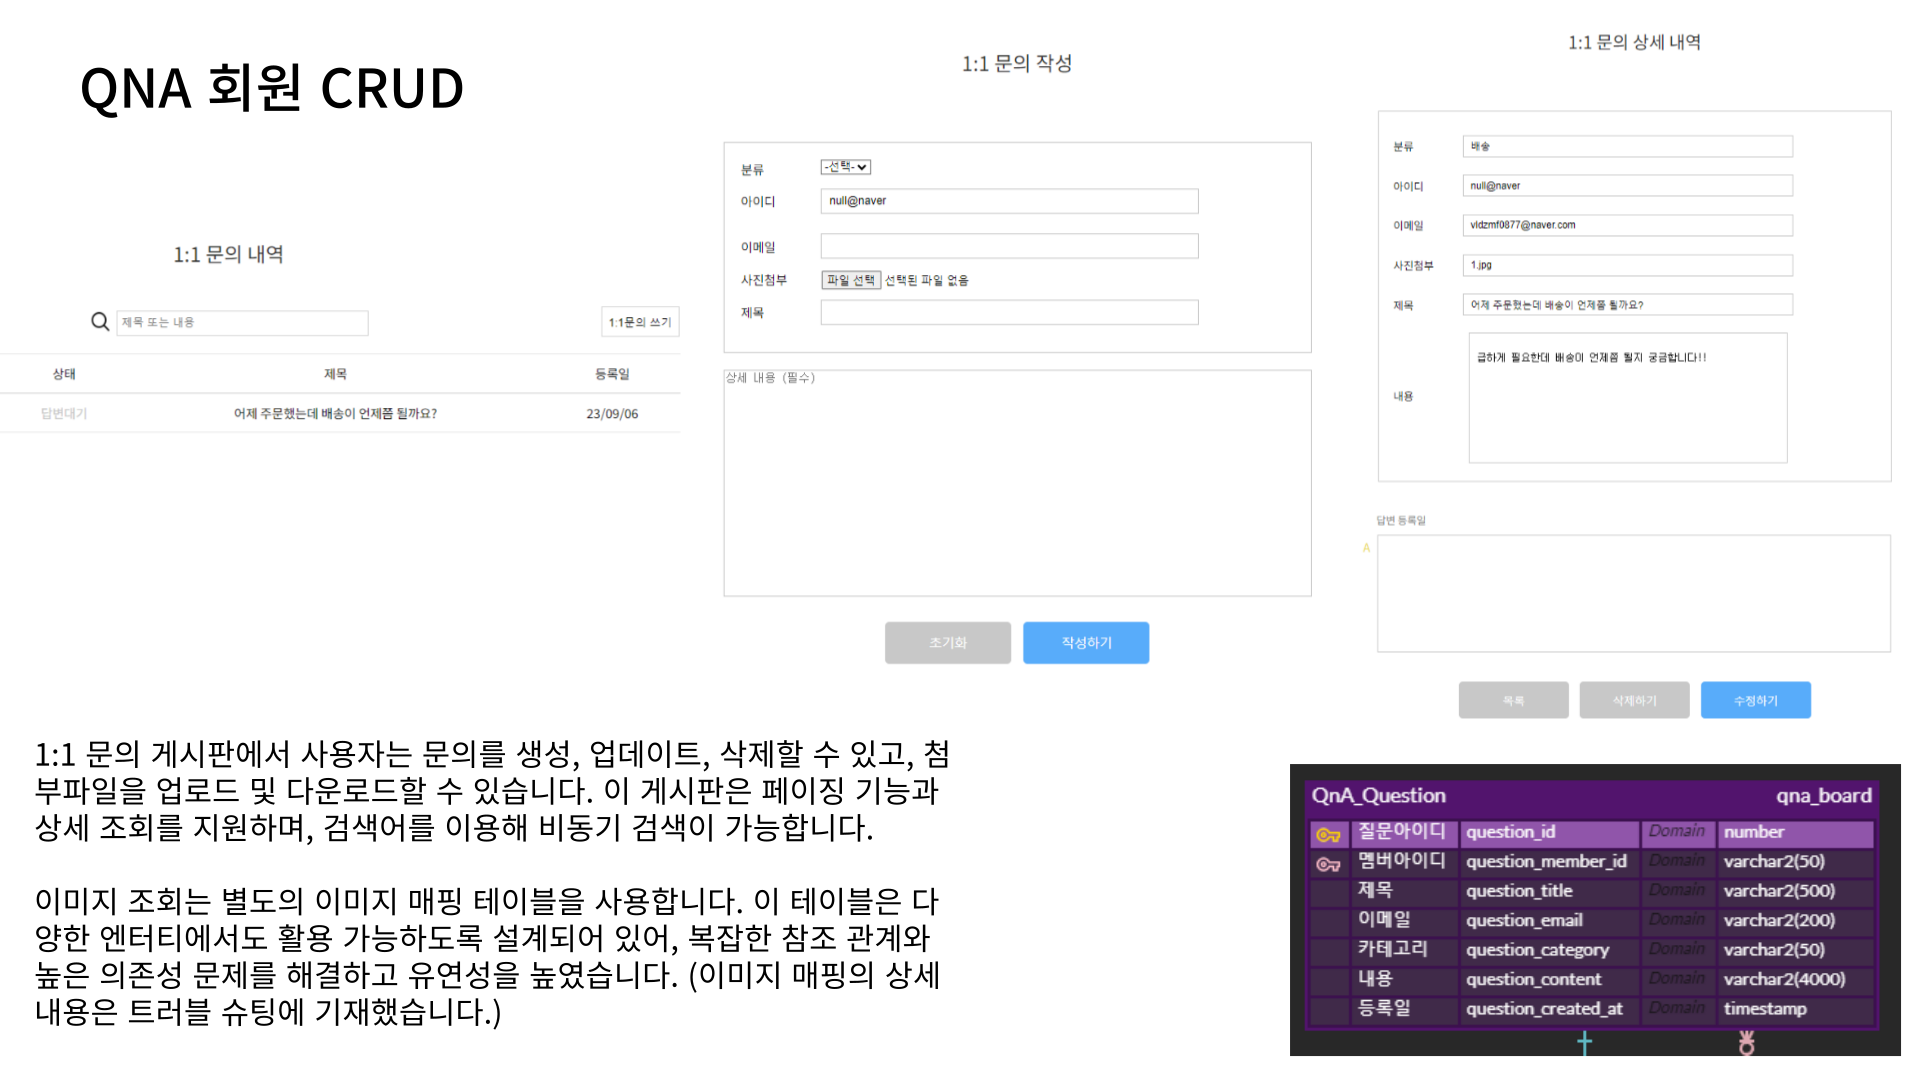 QNA 회원 CRUD
1:1 문의 내역
제목 또는 내용
1:1문의 쓰기
상태 제목 등록일
답변대기 어제 주문했는데 배송이 언제쯤 될까요? 23/09/06
1:1 문의 작성
분류 -선택-
아이디 null@naver
이메일
사진첨부 파일 선택 선택된 파일 없음
제목
상세 내용 (필수)
초기화 작성하기
1:1 문의 상세 내역
분류 배송
아이디 null@naver
이메일 vldzmf0877@naver.com
사진첨부 1.jpg
제목 어제 주문했는데 배송이 언제쯤 될까요?
급하게 필요한데 배송이 언제쯤 될지 궁금합니다!!
내용
답변 등록일
A
목록 삭제하기 수정하기
1:1 문의 게시판에서 사용자는 문의를 생성, 업데이트, 삭제할 수 있고, 첨
부파일을 업로드 및 다운로드할 수 있습니다. 이 게시판은 페이징 기능과
상세 조회를 지원하며, 검색어를 이용해 비동기 검색이 가능합니다.
이미지 조회는 별도의 이미지 매핑 테이블을 사용합니다. 이 테이블은 다
양한 엔터티에서도 활용 가능하도록 설계되어 있어, 복잡한 참조 관계와
높은 의존성 문제를 해결하고 유연성을 높였습니다. (이미지 매핑의 상세
내용은 트러블 슈팅에 기재했습니다.)
QnA_Question qna_board
질문아이디 question_id Domain number
멤버아이디 question_member_id Domain varchar2(50)
제목 question_title Domain varchar2(500)
이메일 question_email Domain varchar2(200)
카테고리 question_category Domain varchar2(50)
내용 question_content Domain varchar2(4000)
등록일 question_created_at Domain timestamp